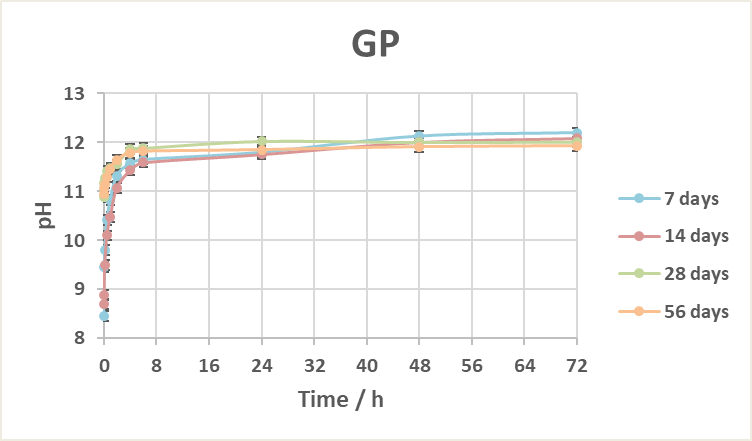 GP
13
12
11
10
9
8
pH
0 8 16 24 32 40 48 56 64 72
Time / h
7 days
14 days
28 days
56 days